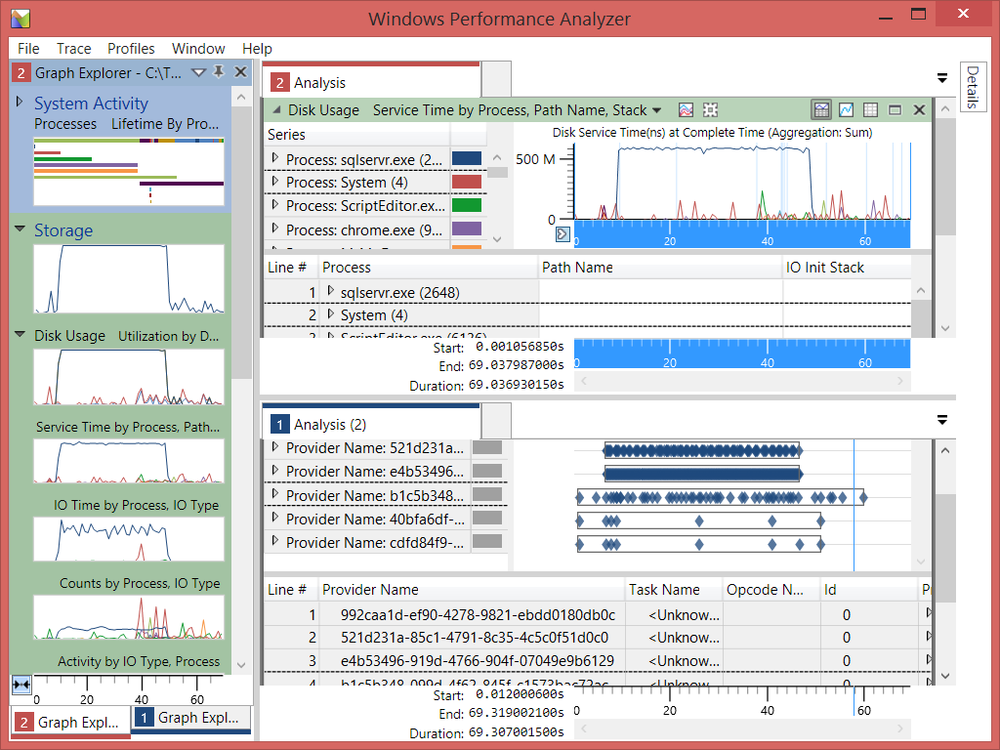 Windows Performance Analyzer
File Trace Profiles Window Help
2 Graph Explorer - C:\T...
System Activity
Processes Lifetime By Pro...
Storage
Disk Usage Utilization by D...
Service Time by Process, Path...
IO Time by Process, IO Type
Counts by Process, IO Type
Activity by IO Type, Process
0 20 40 60
2 Graph Expl...
1 Graph Expl...
2 Analysis
Disk Usage Service Time by Process, Path Name, Stack
Series
Process: sqlservr.exe (2...
Process: System (4)
Process: ScriptEditor.ex...
Process: chrome.exe (9...
Disk Service Time(ns) at Complete Time (Aggregation: Sum)
500 M
0
0 20 40 60
Line # Process Path Name IO Init Stack
1 sqlservr.exe (2648)
2 System (4)
3 ScriptEditor.exe (6136)
Start: 0.001056850s
End: 69.037987000s
Duration: 69.036930150s
0 20 40 60
Details
1 Analysis (2)
Provider Name: 521d231a...
Provider Name: e4b53496...
Provider Name: b1c5b348...
Provider Name: 40bfa6df-...
Provider Name: cdfd84f9-...
Line # Provider Name Task Name Opcode N... Id
1 992caa1d-ef90-4278-9821-ebdd0180db0c <Unknow... 0
2 521d231a-85c1-4791-8c35-4c5c0f51d0c0 <Unknow... 0
3 e4b53496-919d-4766-904f-07049e9b6129 <Unknow... 0
4 <Unknow... 0
Start: 0.012000600s
End: 69.319002100s
Duration: 69.307001500s
0 20 40 60